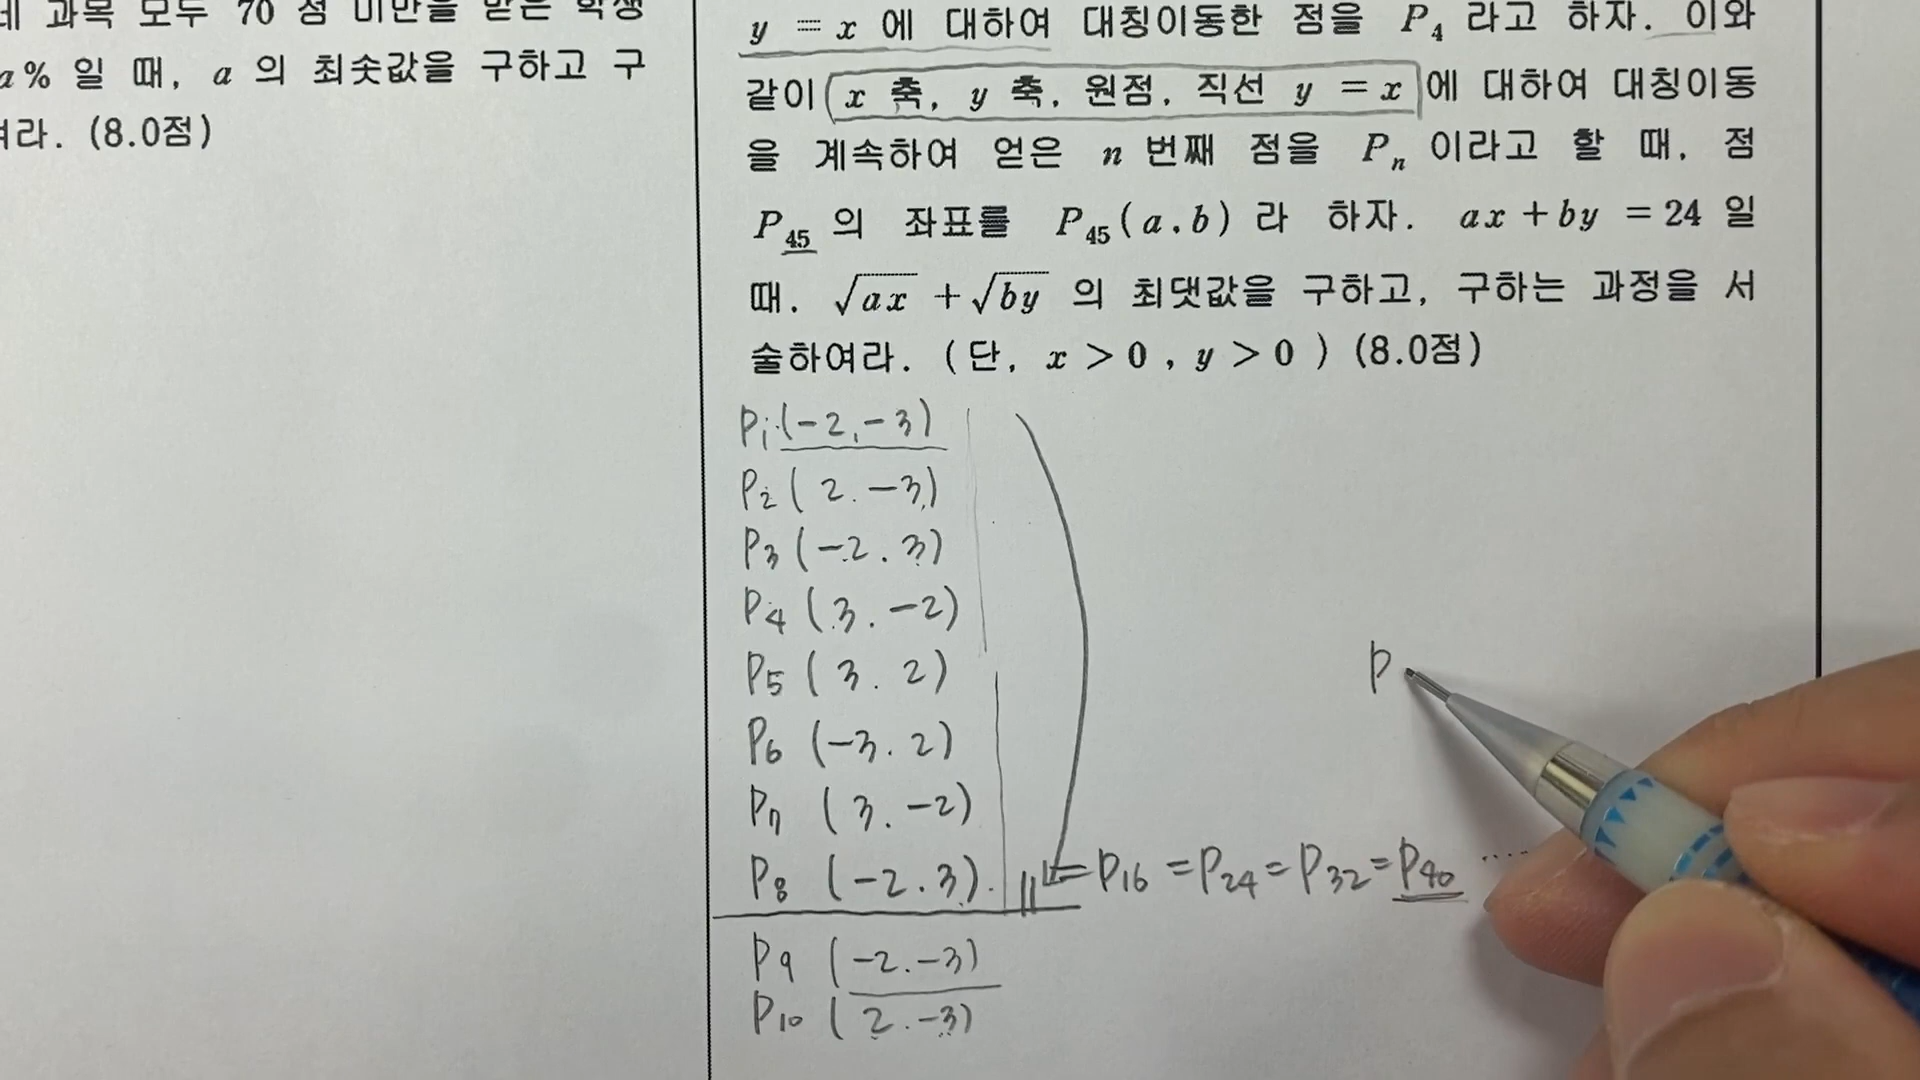 네 과목 모두 70 점 미만을 받은 학생
a% 일 때, a 의 최솟값을 구하고 구
여라. (8.0점)
y = x 에 대하여 대칭이동한 점을 P4 라고 하자. 이와
같이 x 축, y 축, 원점, 직선 y = x 에 대하여 대칭이동
을 계속하여 얻은 n 번째 점을 Pn 이라고 할 때, 점
P45 의 좌표를 P45(a,b) 라 하자. ax+by =24 일
때, √ax +√by 의 최댓값을 구하고, 구하는 과정을 서
술하여라. (단, x>0, y>0) (8.0점)
P1(-2,-3)
P2(2.-3)
P3(-2.3)
P4(3.-2)
P5(3.2)
P6(-3.2)
P7(3.-2)
P8(-2.3). =P16=P24=P32=P40 ....
P9(-2.-3)
P10(2.-3)
P